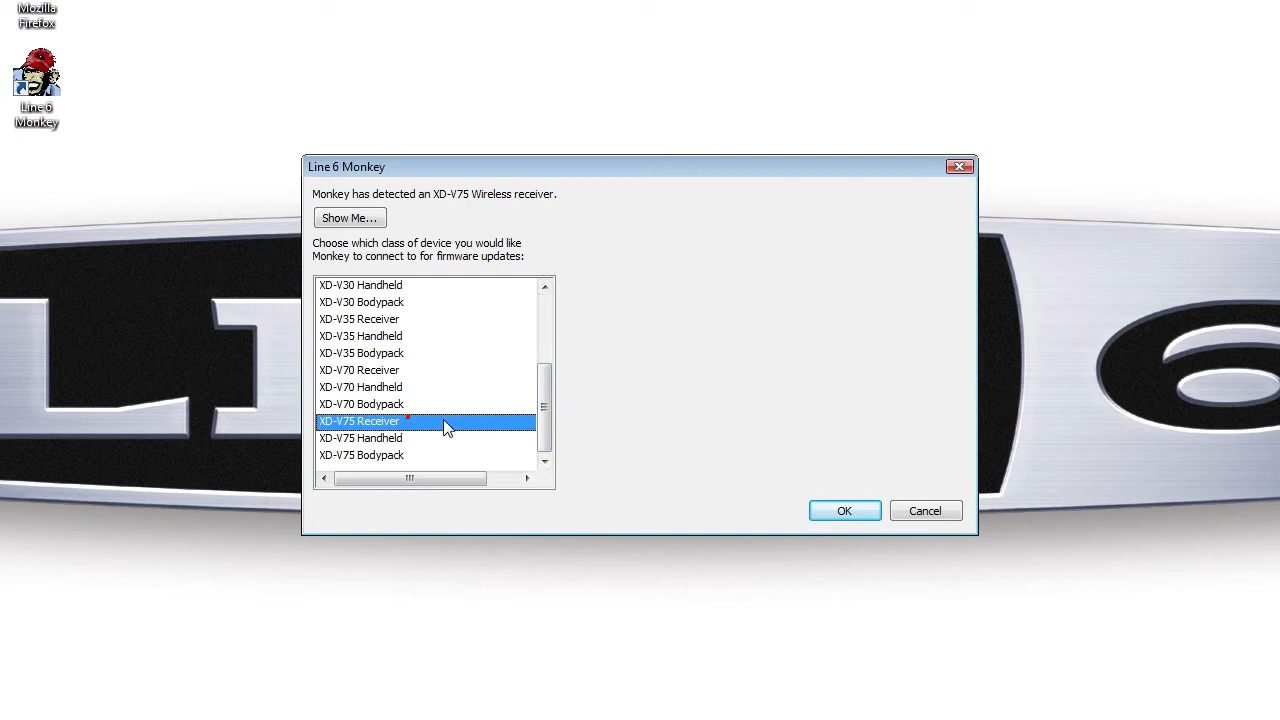 Mozilla
Firefox
Line 6
Monkey
Line 6 Monkey
Monkey has detected an XD-V75 Wireless receiver.
Show Me...
Choose which class of device you would like
Monkey to connect to for firmware updates:
XD-V30 Handheld
XD-V30 Bodypack
XD-V35 Receiver
XD-V35 Handheld
XD-V35 Bodypack
XD-V70 Receiver
XD-V70 Handheld
XD-V70 Bodypack
XD-V75 Receiver
XD-V75 Handheld
XD-V75 Bodypack
OK
Cancel
LI 6